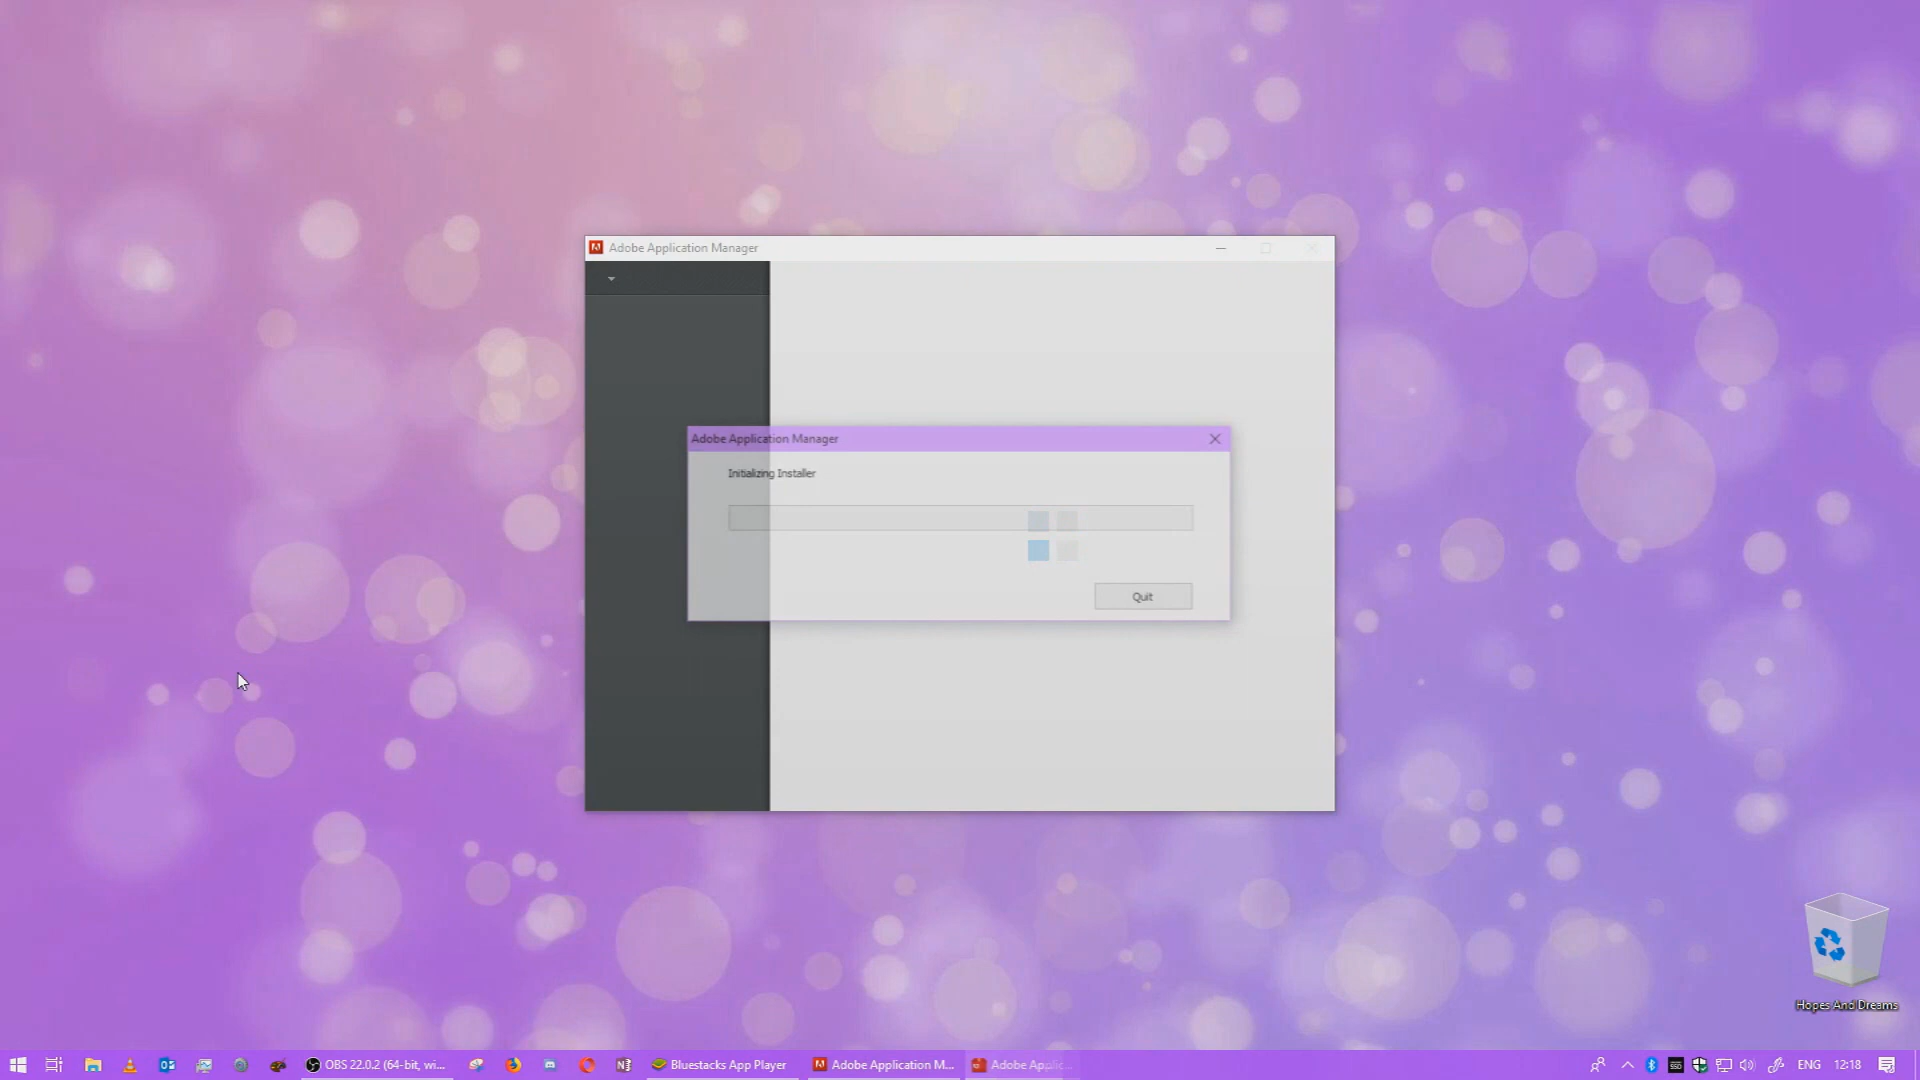 Adobe Application Manager
Adobe Application Manager
Initializing Installer
Quit
Hopes And Dreams
OBS 22.0.2 (64-bit, wi...
Bluestacks App Player
Adobe Application M...
Adobe Applic...
ENG
12:18